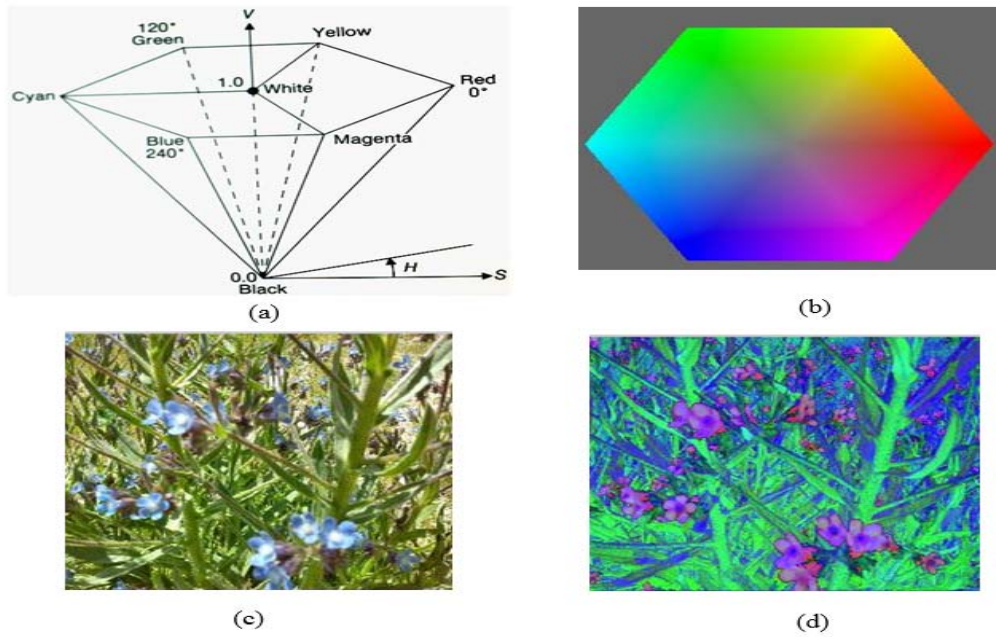 V
120°
Green
Yellow
1.0
White
Red
0°
Cyan
Blue
240°
Magenta
0.0
Black
H
S
(a)
(b)
(c)
(d)